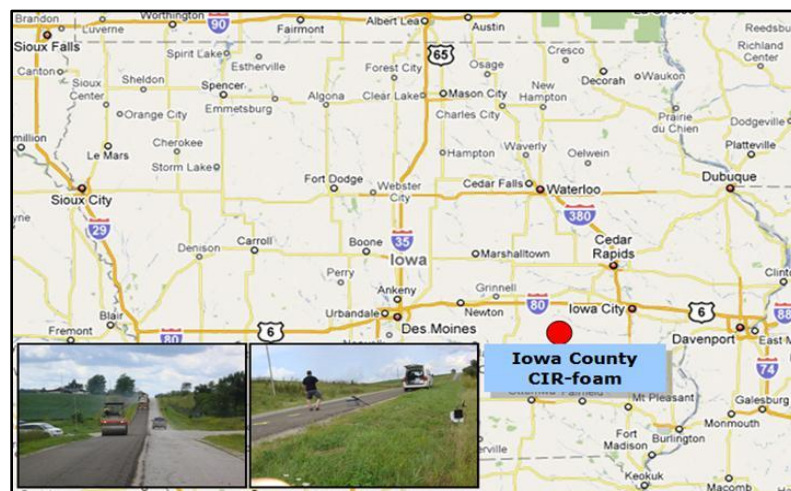 Brandon
Luverne
Worthington
90
Fairmont
Albert Lea
Austin
Reedsburg
Sioux Falls
Spirit Lake
Estherville
65
Osage
Cresco
Richland
Center
Canton
Sioux
Center
Sheldon
Spencer
Forest City
Decorah
Waukon
Emmetsburg
Algona
Clear Lake
Mason City
New
Hampton
Orange City
Charles City
Prairie
du Chien
Dodgeville
Le Mars
Cherokee
Storm Lake
Hampton
Waverly
Oelwein
Platteville
Fort Dodge
Webster
City
Cedar Falls
Waterloo
Dubuque
Sioux City
29
380
Denison
Carroll
Boone
35
Iowa
Marshalltown
Cedar
Rapids
Perry
Ankeny
Grinnell
Clinton
Urbandale
Newton
80
Iowa City
6
88
Blair
Fremont
80
6
Des Moines
Davenport
Iowa County
CIR-foam
74
Fairfield
Mt Pleasant
Galesburg
Monmouth
Fort
Madison
Burlington
Keokuk
Macomb